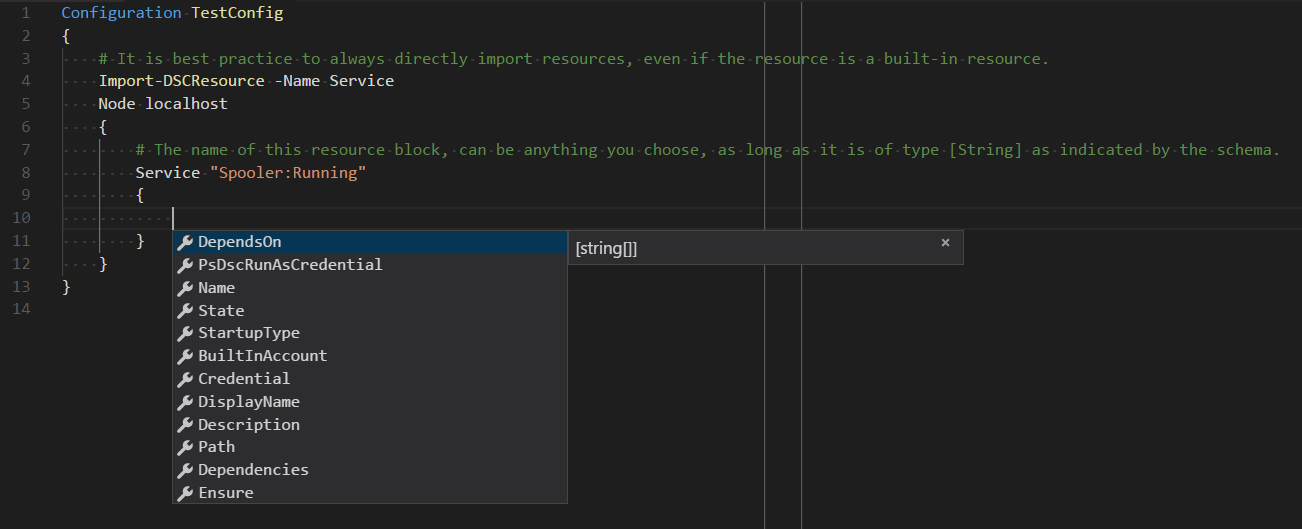 1 Configuration TestConfig
2 {
3 # It is best practice to always directly import resources, even if the resource is a built-in resource.
4 Import-DSCResource -Name Service
5 Node localhost
6 {
7 # The name of this resource block, can be anything you choose, as long as it is of type [String] as indicated by the schema.
8 Service "Spooler:Running"
9 {
10
11 }
12 }
13 }
14
DependsOn [string[]] ×
PsDscRunAsCredential
Name
State
StartupType
BuiltInAccount
Credential
DisplayName
Description
Path
Dependencies
Ensure